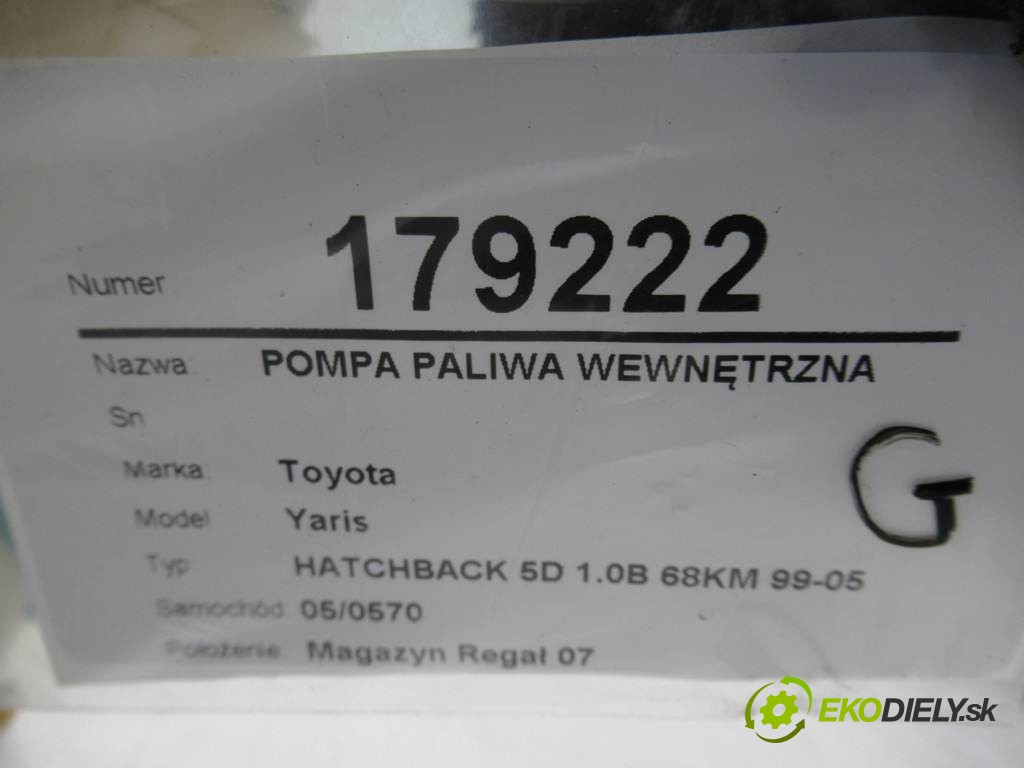 Numer 179222
Nazwa POMPA PALIWA WEWNĘTRZNA
Sn
Marka Toyota
Model Yaris
Typ HATCHBACK 5D 1.0B 68KM 99-05
Samochód 05/0570
Położenie Magazyn Regał 07
G
EKODIELY.sk